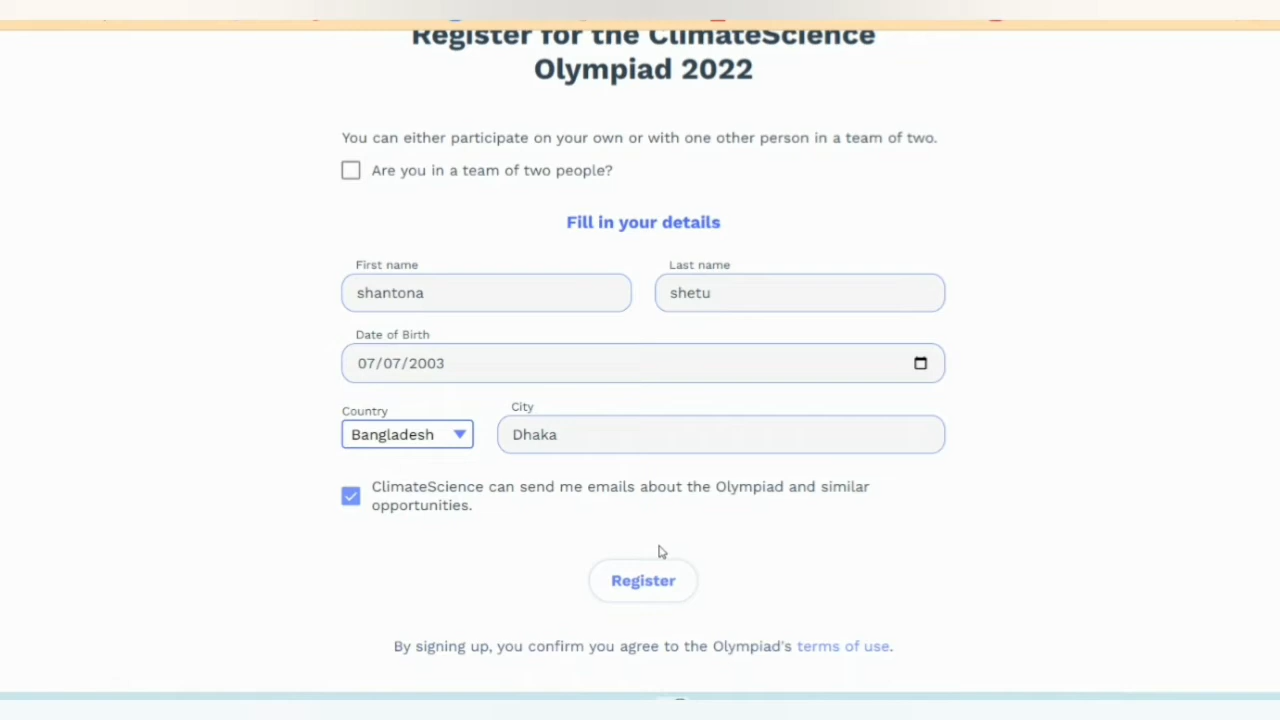 Register for the ClimateScience
Olympiad 2022
You can either participate on your own or with one other person in a team of two.
Are you in a team of two people?
Fill in your details
First name
Last name
shantona
shetu
Date of Birth
07/07/2003
Country
City
Bangladesh
Dhaka
ClimateScience can send me emails about the Olympiad and similar
opportunities.
Register
By signing up, you confirm you agree to the Olympiad's terms of use.